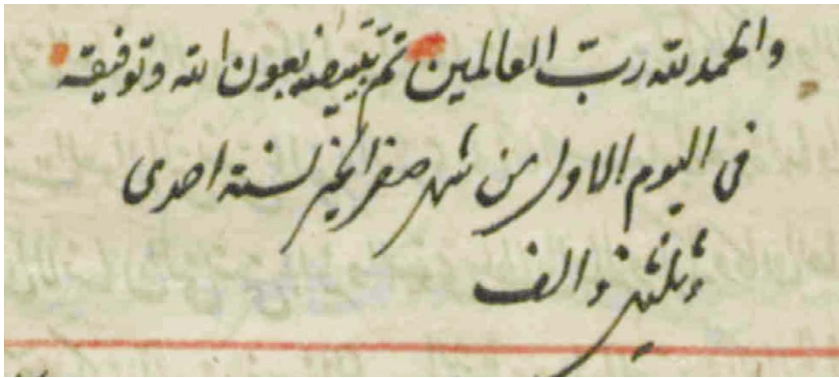 والحمد لله رب العالمين تم تبييضه بعون الله وتوفيقه
فى اليوم الاول من شهر صفر الخير لسنة احدى
وثلثين والف